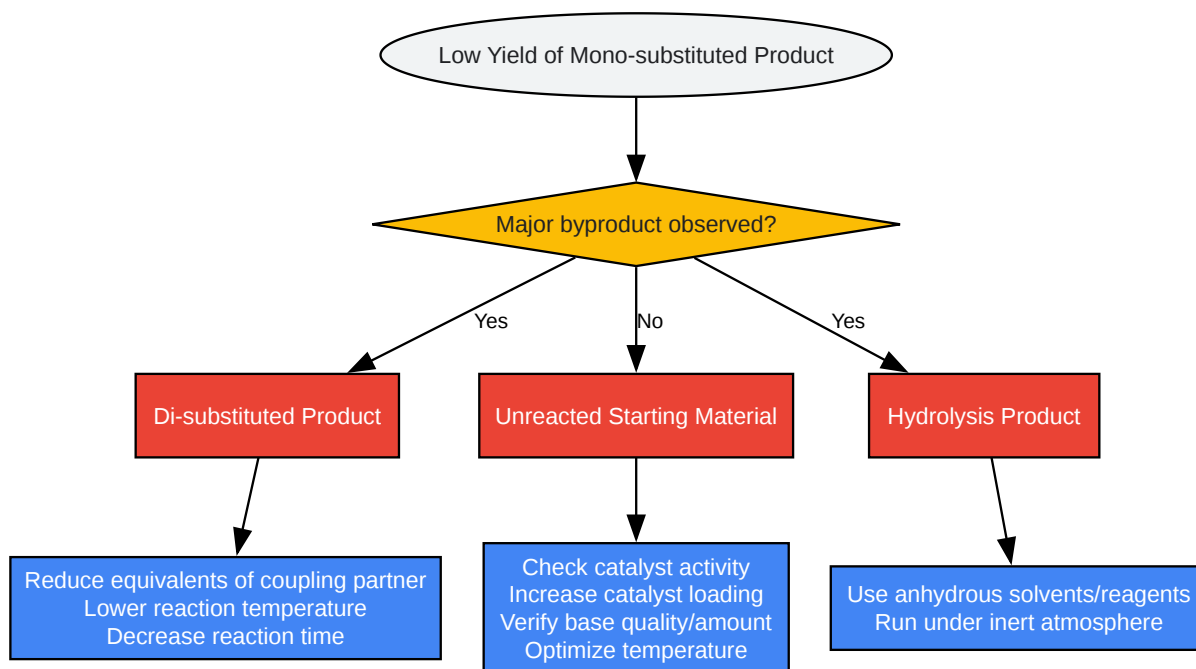 Low Yield of Mono-substituted Product
Major byproduct observed?
Yes
No
Yes
Di-substituted Product
Unreacted Starting Material
Hydrolysis Product
Reduce equivalents of coupling partner
Lower reaction temperature
Decrease reaction time
Check catalyst activity
Increase catalyst loading
Verify base quality/amount
Optimize temperature
Use anhydrous solvents/reagents
Run under inert atmosphere